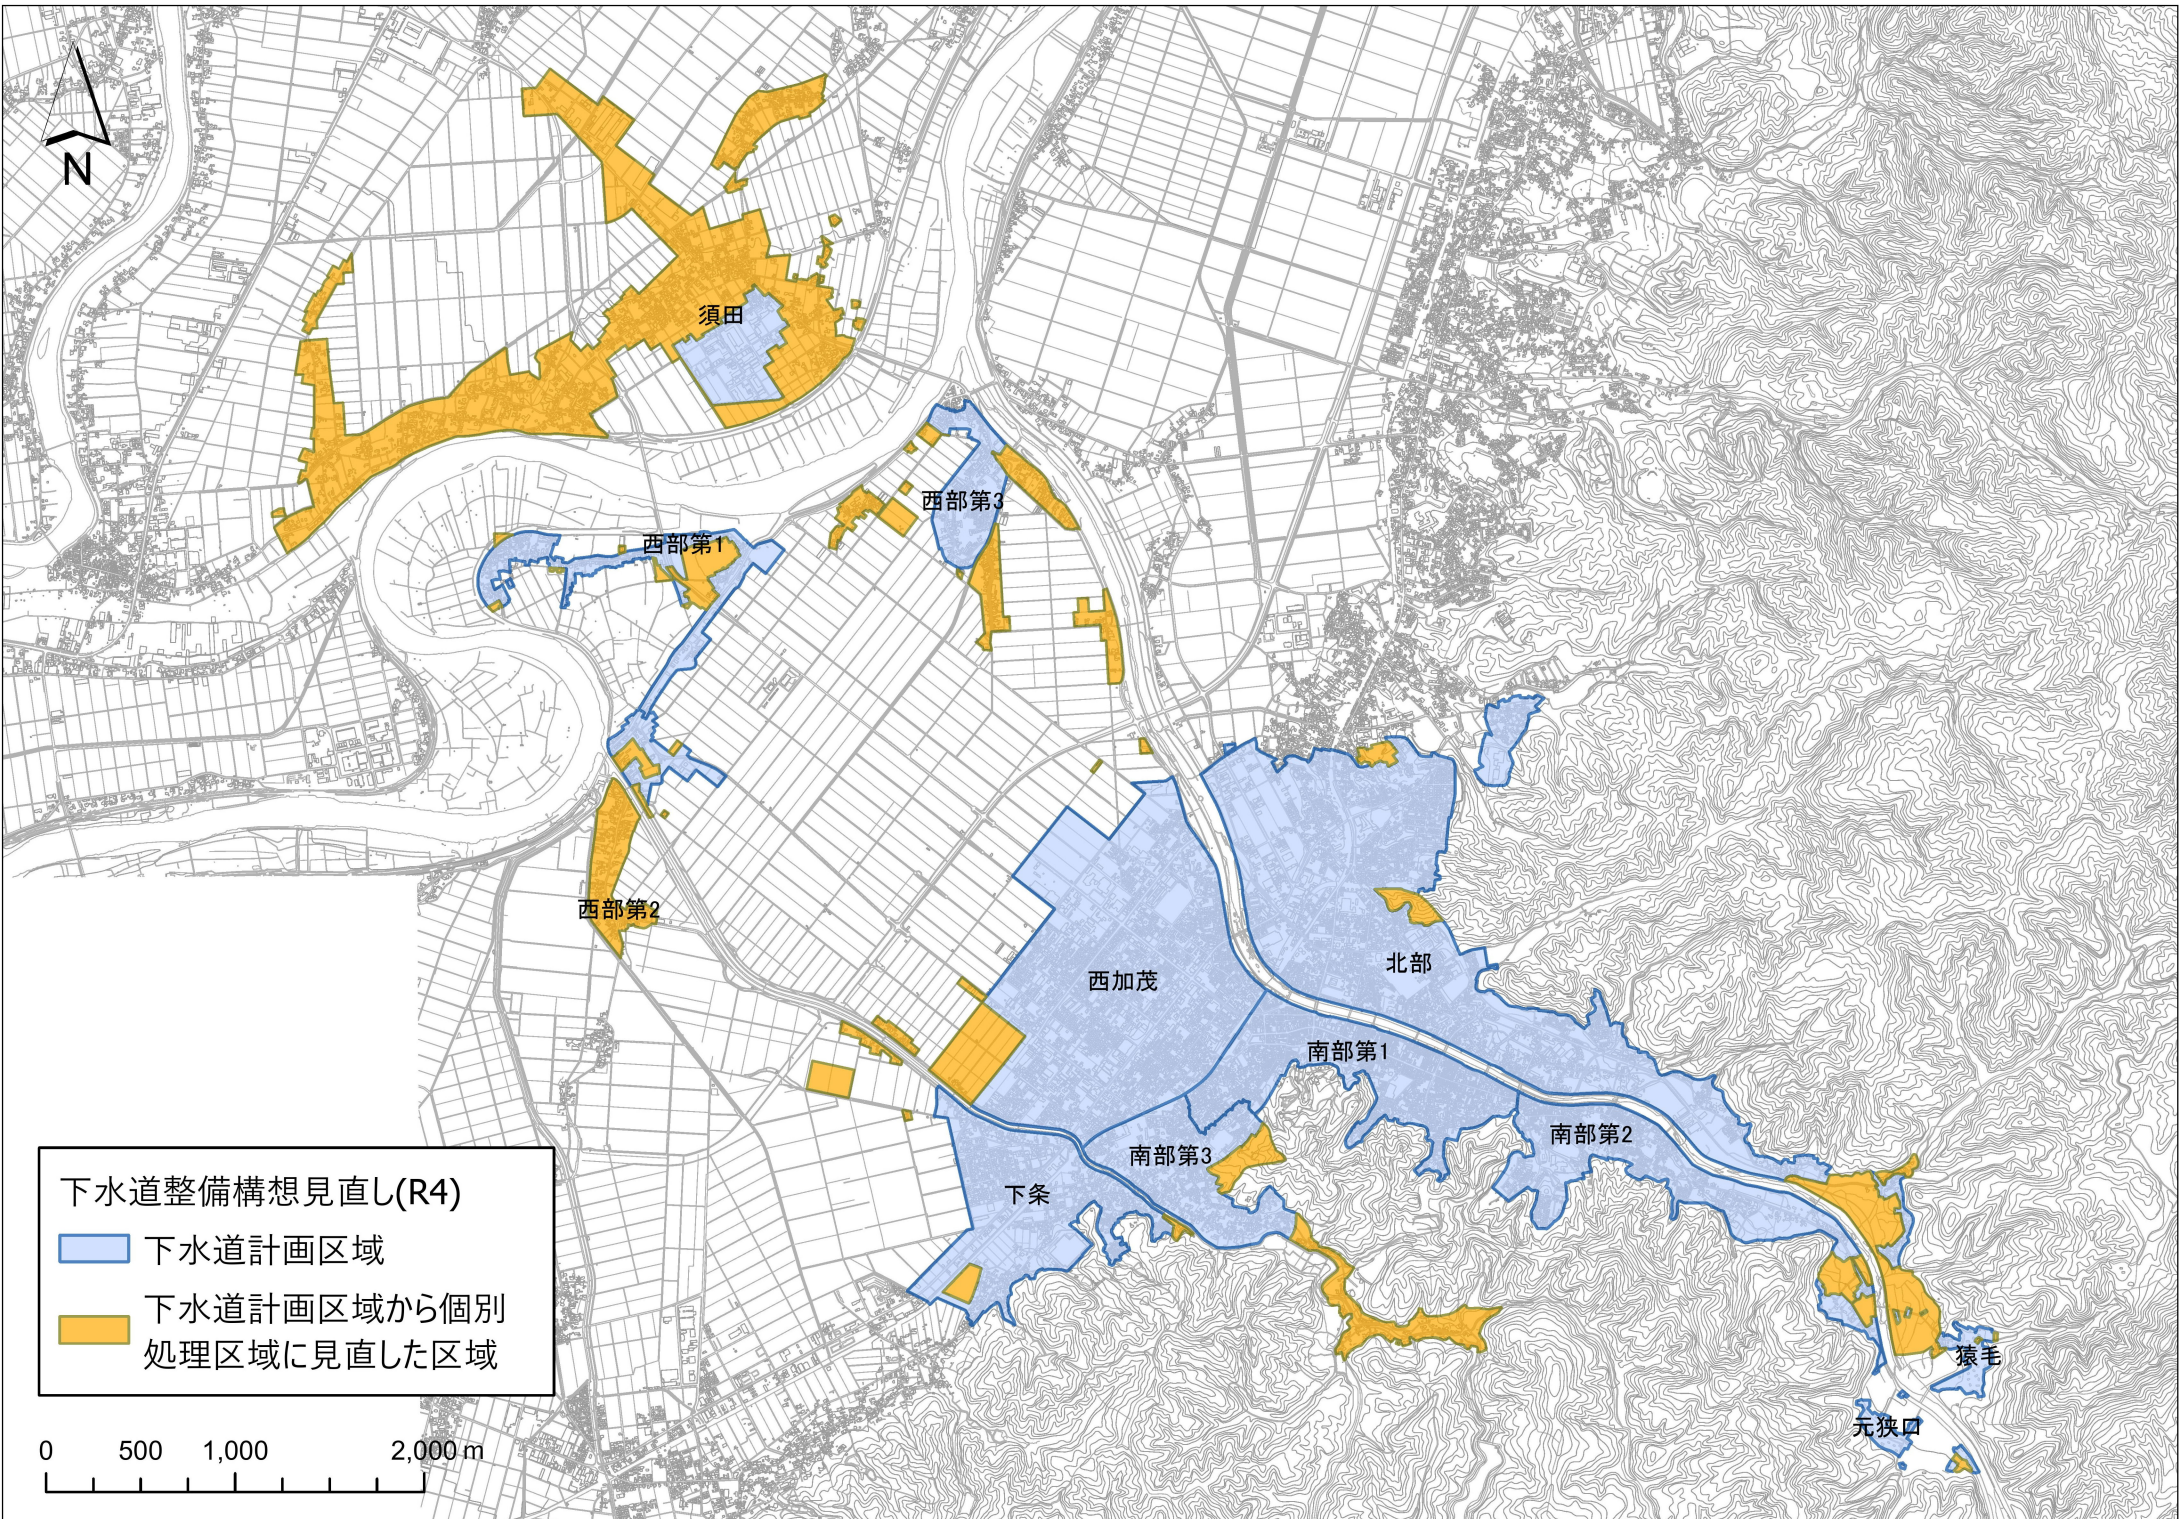 N
須田
西部第3
西部第1
西部第2
西加茂
北部
南部第1
南部第2
南部第3
下条
猿毛
元狭口
下水道整備構想見直し(R4)
下水道計画区域
下水道計画区域から個別
処理区域に見直した区域
0 500 1,000 2,000 m